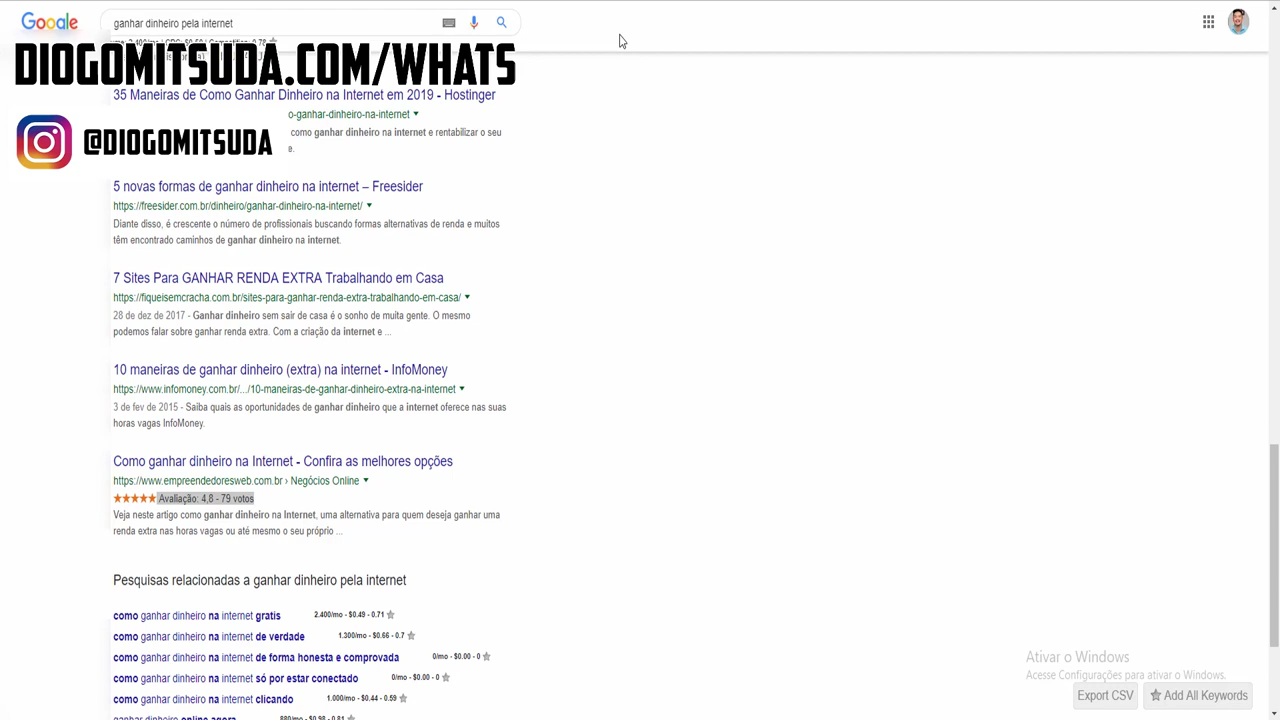 Google
ganhar dinheiro pela internet
DIOGOMITSUDA.COM/WHATS
35 Maneiras de Como Ganhar Dinheiro na Internet em 2019 - Hostinger
o-ganhar-dinheiro-na-internet
como ganhar dinheiro na internet e rentabilizar o seu
e.
@DIOGOMITSUDA
5 novas formas de ganhar dinheiro na internet – Freesider
https://freesider.com.br/dinheiro/ganhar-dinheiro-na-internet/
Diante disso, é crescente o número de profissionais buscando formas alternativas de renda e muitos
têm encontrado caminhos de ganhar dinheiro na internet.
7 Sites Para GANHAR RENDA EXTRA Trabalhando em Casa
https://fiqueisemcracha.com.br/sites-para-ganhar-renda-extra-trabalhando-em-casa/
28 de dez de 2017 - Ganhar dinheiro sem sair de casa é o sonho de muita gente. O mesmo
podemos falar sobre ganhar renda extra. Com a criação da internet e ...
10 maneiras de ganhar dinheiro (extra) na internet - InfoMoney
https://www.infomoney.com.br/.../10-maneiras-de-ganhar-dinheiro-extra-na-internet
3 de fev de 2015 - Saiba quais as oportunidades de ganhar dinheiro que a internet oferece nas suas
horas vagas InfoMoney.
Como ganhar dinheiro na Internet - Confira as melhores opções
https://www.empreendedoresweb.com.br › Negócios Online
Avaliação: 4,8 - 79 votos
Veja neste artigo como ganhar dinheiro na Internet, uma alternativa para quem deseja ganhar uma
renda extra nas horas vagas ou até mesmo o seu próprio ...
Pesquisas relacionadas a ganhar dinheiro pela internet
como ganhar dinheiro na internet gratis 2.400/mo - $0.49 - 0.71
como ganhar dinheiro na internet de verdade 1.300/mo - $0.66 - 0.7
como ganhar dinheiro na internet de forma honesta e comprovada 0/mo - $0.00 - 0
como ganhar dinheiro na internet só por estar conectado 0/mo - $0.00 - 0
como ganhar dinheiro na internet clicando 1.000/mo - $0.44 - 0.59
ganhar dinheiro online agora 880/mo - $0.98 - 0.81
Ativar o Windows
Acesse Configurações para ativar o Windows.
Export CSV
Add All Keywords